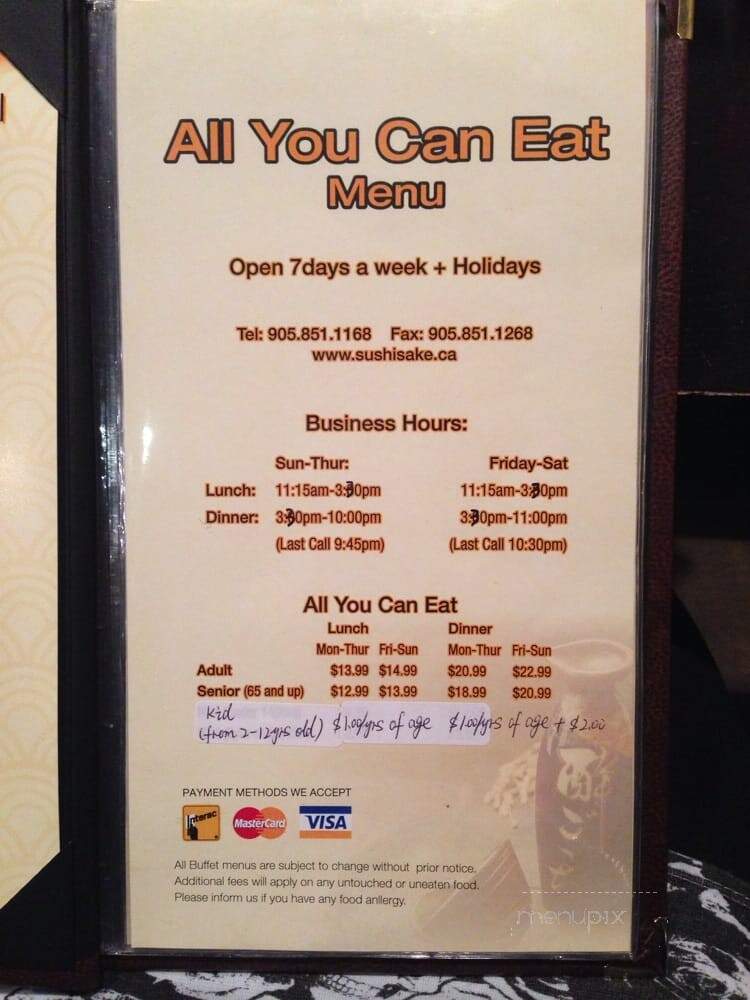 All You Can Eat
Menu
Open 7days a week + Holidays
Tel: 905.851.1168 Fax: 905.851.1268
www.sushisake.ca
Business Hours:
Sun-Thur: Friday-Sat
Lunch: 11:15am-3:30pm 11:15am-3:30pm
Dinner: 3:30pm-10:00pm 3:30pm-11:00pm
(Last Call 9:45pm) (Last Call 10:30pm)
All You Can Eat
Lunch Dinner
Mon-Thur Fri-Sun Mon-Thur Fri-Sun
Adult $13.99 $14.99 $20.99 $22.99
Senior (65 and up) $12.99 $13.99 $18.99 $20.99
Kid
(from 2-12yrs old) $1.00/yrs of age $1.00/yrs of age + $2.00
PAYMENT METHODS WE ACCEPT
Interac MasterCard VISA
All Buffet menus are subject to change without prior notice.
Additional fees will apply on any untouched or uneaten food.
Please inform us if you have any food anllergy.
menupix